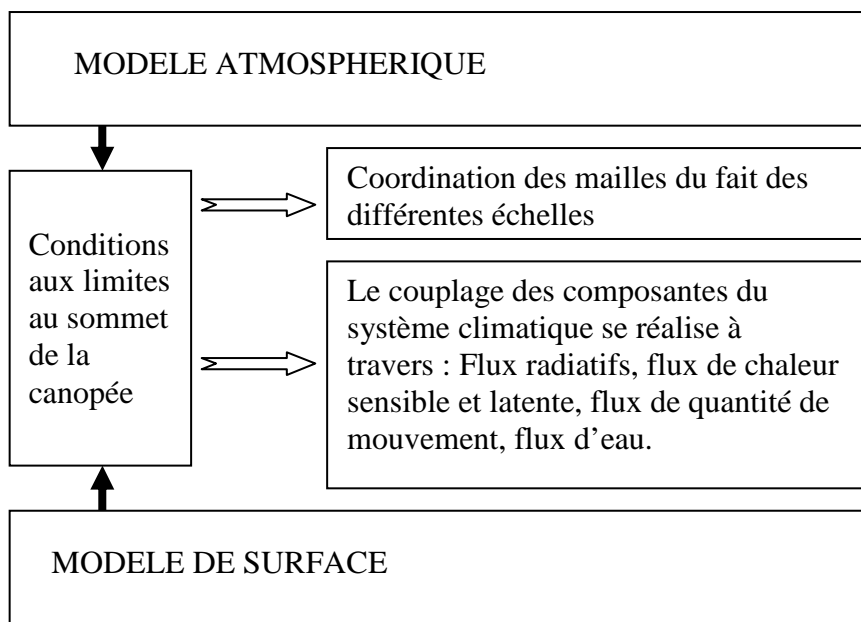 MODELE ATMOSPHERIQUE
Conditions
aux limites
au sommet
de la
canopée
Coordination des mailles du fait des
différentes échelles
Le couplage des composantes du
système climatique se réalise à
travers : Flux radiatifs, flux de chaleur
sensible et latente, flux de quantité de
mouvement, flux d’eau.
MODELE DE SURFACE